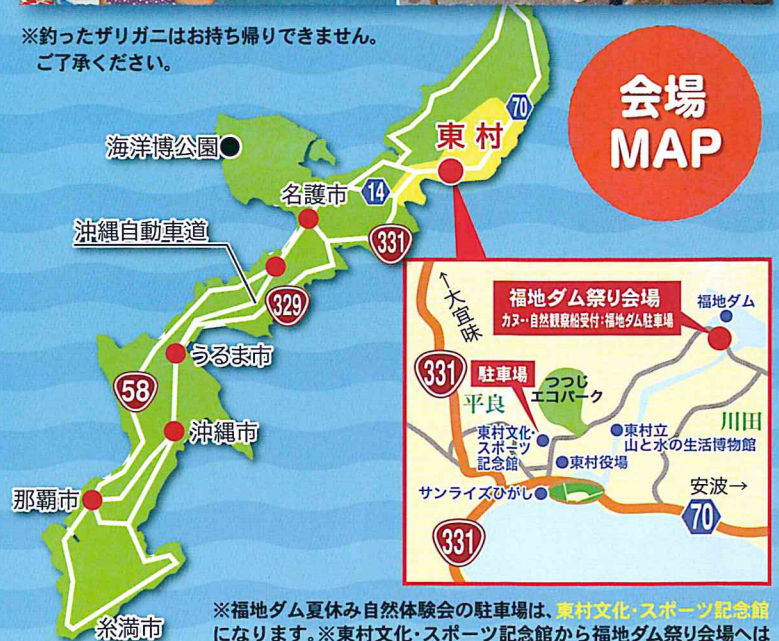 ※釣ったザリガニはお持ち帰りできません。
ご了承ください。
会場
MAP
70
東村
海洋博公園
名護市
14
沖縄自動車道
331
329
うるま市
58
沖縄市
那覇市
糸満市
←大宜味
福地ダム祭り会場
カヌー・自然観察船受付:福地ダム駐車場
福地ダム
331
駐車場
つつじ
エコパーク
平良
川田
東村文化・
スポーツ
記念館
東村立
山と水の生活博物館
東村役場
サンライズひがし
安波→
70
331
※福地ダム夏休み自然体験会の駐車場は、東村文化・スポーツ記念館
になります。※東村文化・スポーツ記念館から福地ダム祭り会場へは